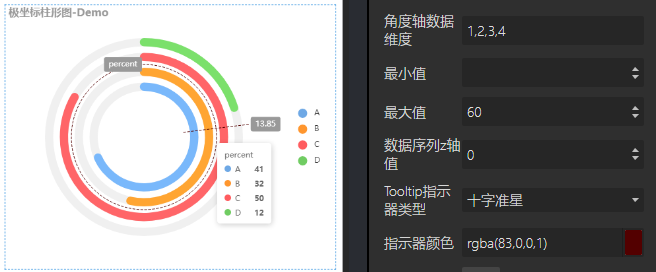 极坐标柱形图-Demo
percent
13.85
A
B
C
D
percent
A 41
B 32
C 50
D 12
角度轴数据维度 1,2,3,4
最小值
最大值 60
数据序列z轴值 0
Tooltip指示器类型 十字准星
指示器颜色 rgba(83,0,0,1)